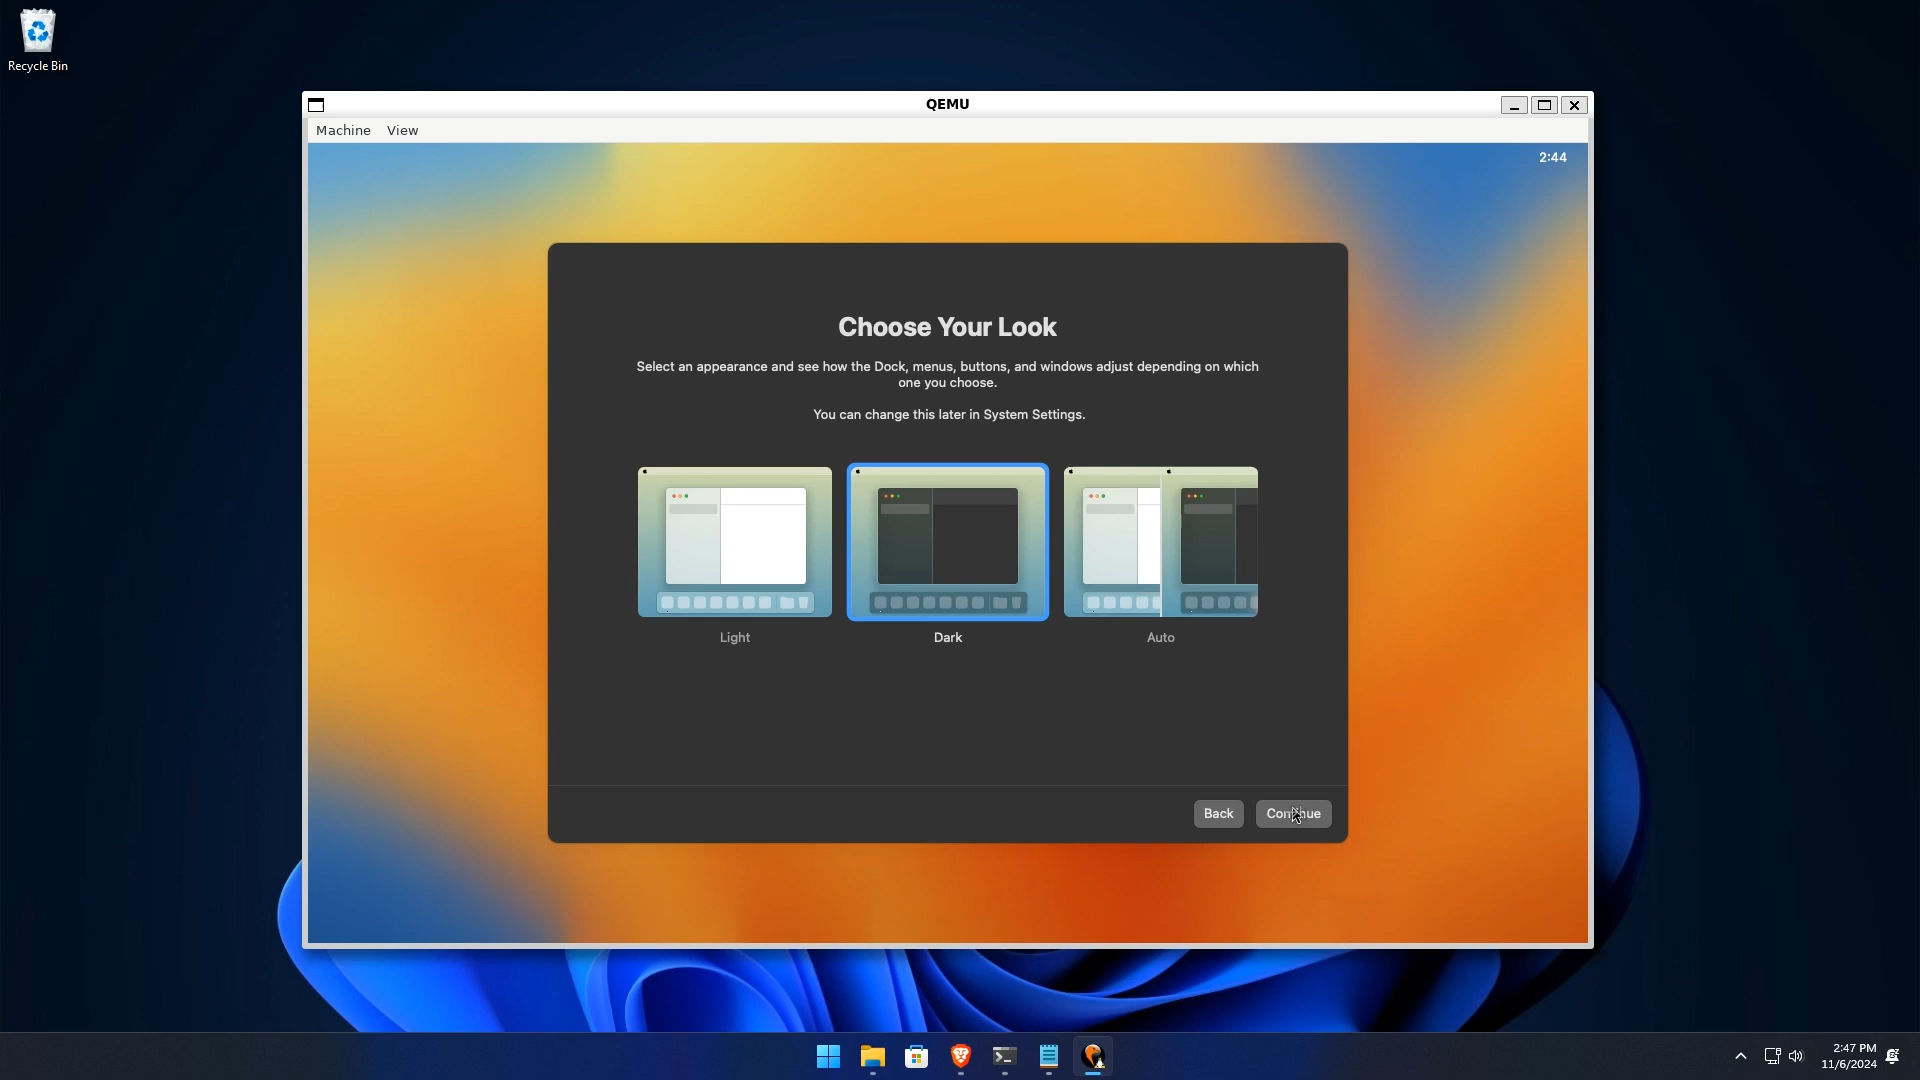 Recycle Bin
QEMU
Machine View
2:44
Choose Your Look
Select an appearance and see how the Dock, menus, buttons, and windows adjust depending on which
one you choose.
You can change this later in System Settings.
Light
Dark
Auto
Back
Continue
2:47 PM
11/6/2024